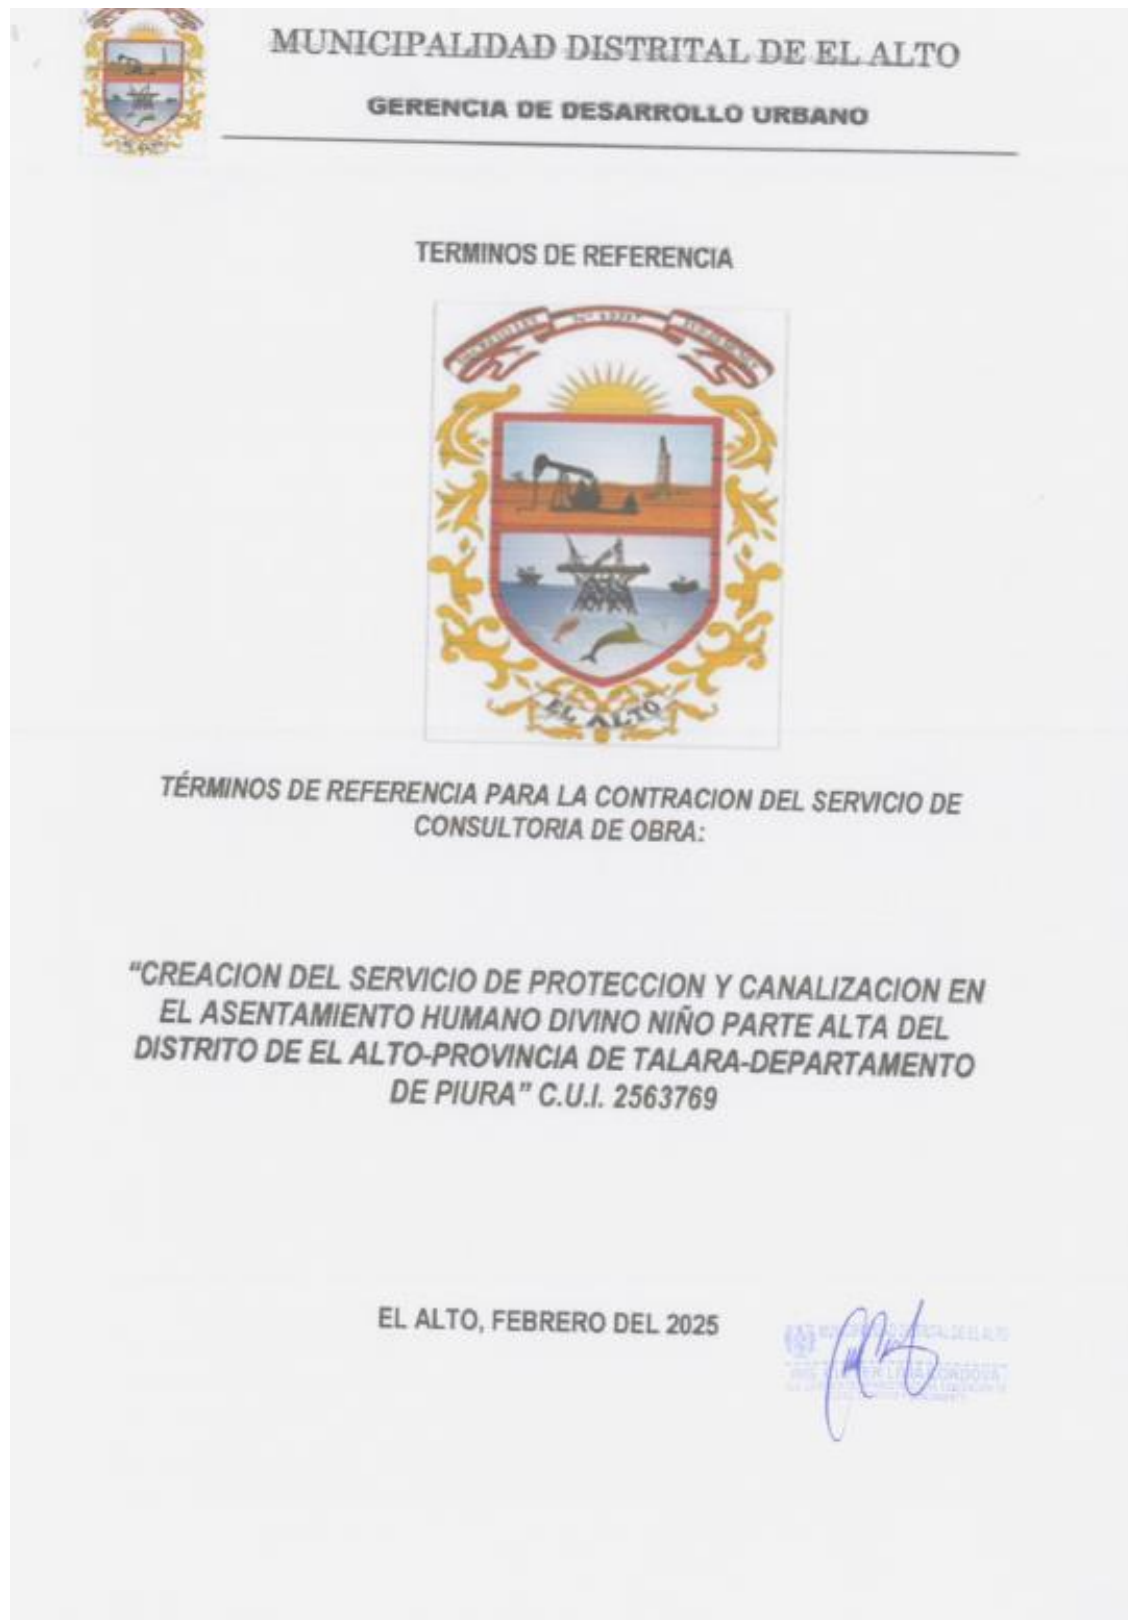 MUNICIPALIDAD DISTRITAL DE EL ALTO
GERENCIA DE DESARROLLO URBANO
TERMINOS DE REFERENCIA
EL ALTO
TÉRMINOS DE REFERENCIA PARA LA CONTRACION DEL SERVICIO DE
CONSULTORIA DE OBRA:
“CREACION DEL SERVICIO DE PROTECCION Y CANALIZACION EN
EL ASENTAMIENTO HUMANO DIVINO NIÑO PARTE ALTA DEL
DISTRITO DE EL ALTO-PROVINCIA DE TALARA-DEPARTAMENTO
DE PIURA” C.U.I. 2563769
EL ALTO, FEBRERO DEL 2025